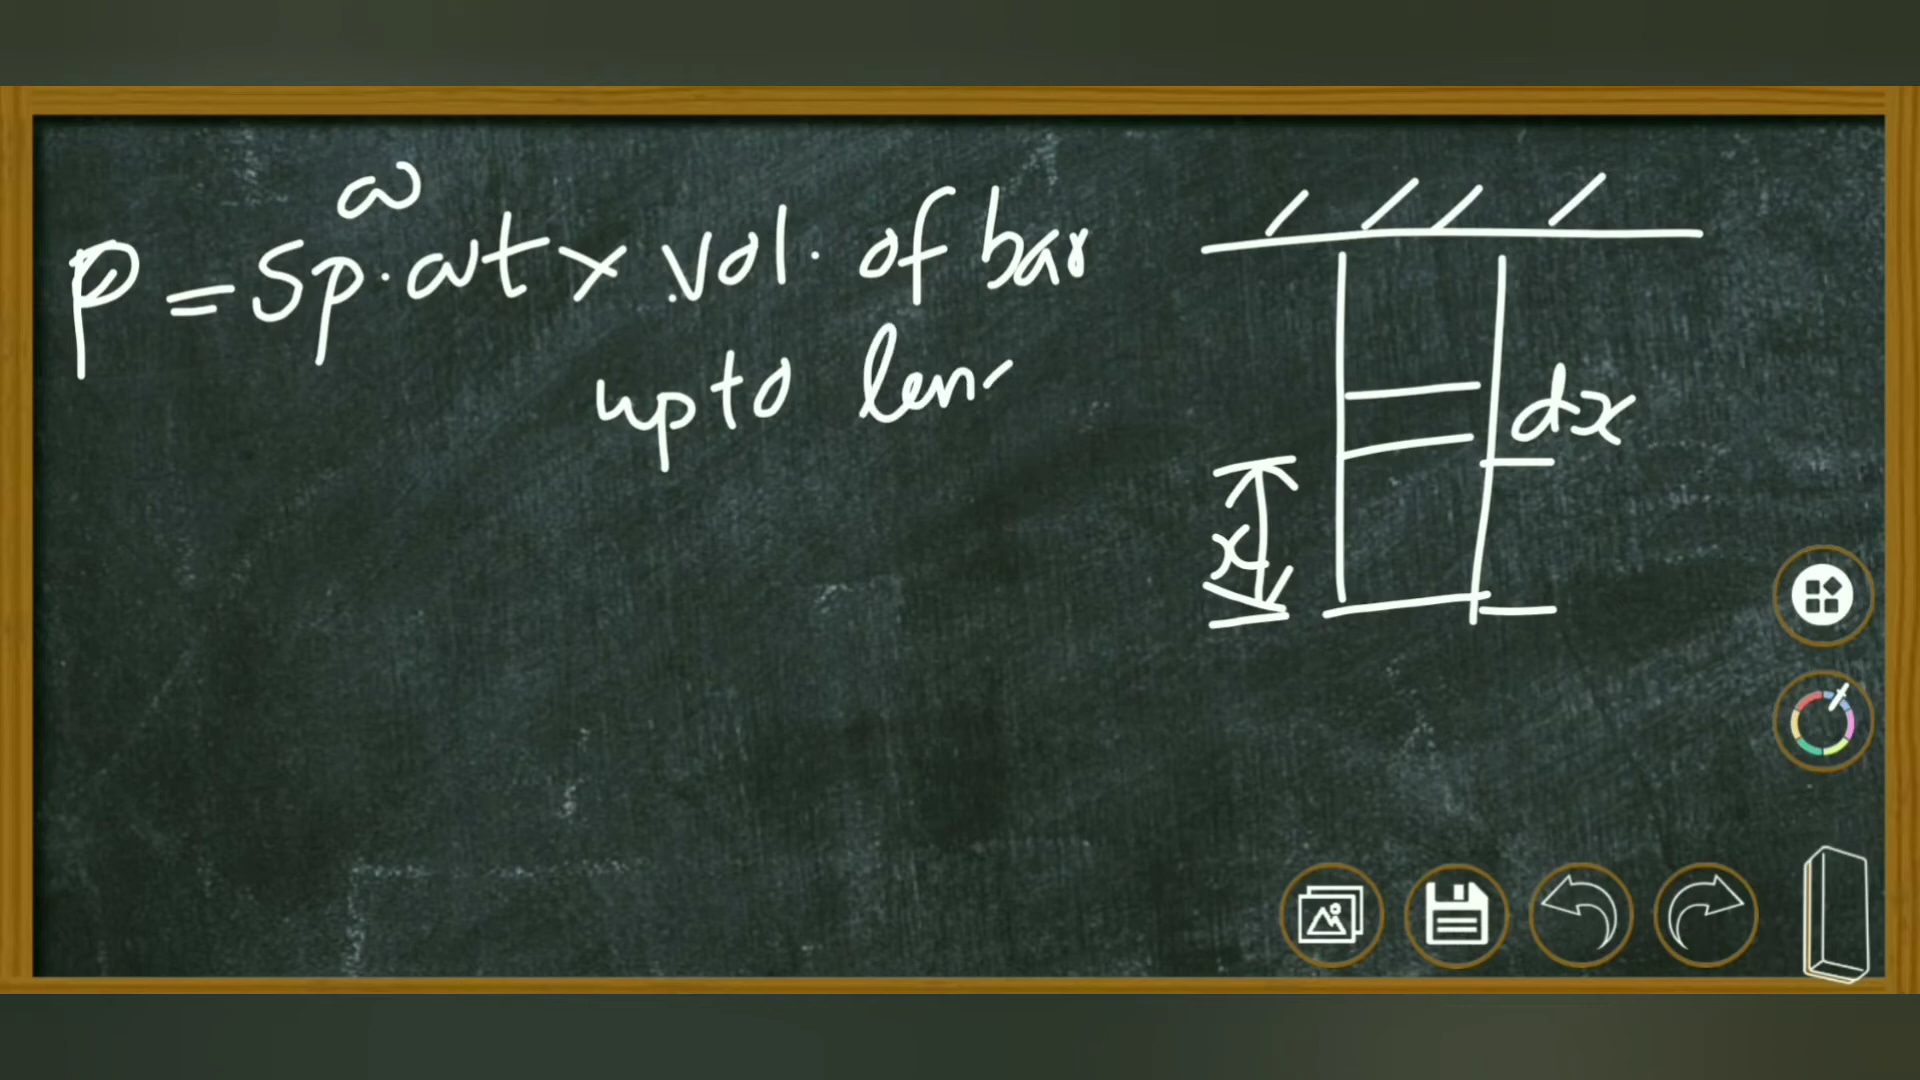 ω
P = Sp. wt x vol. of bar
upto len
dx
x